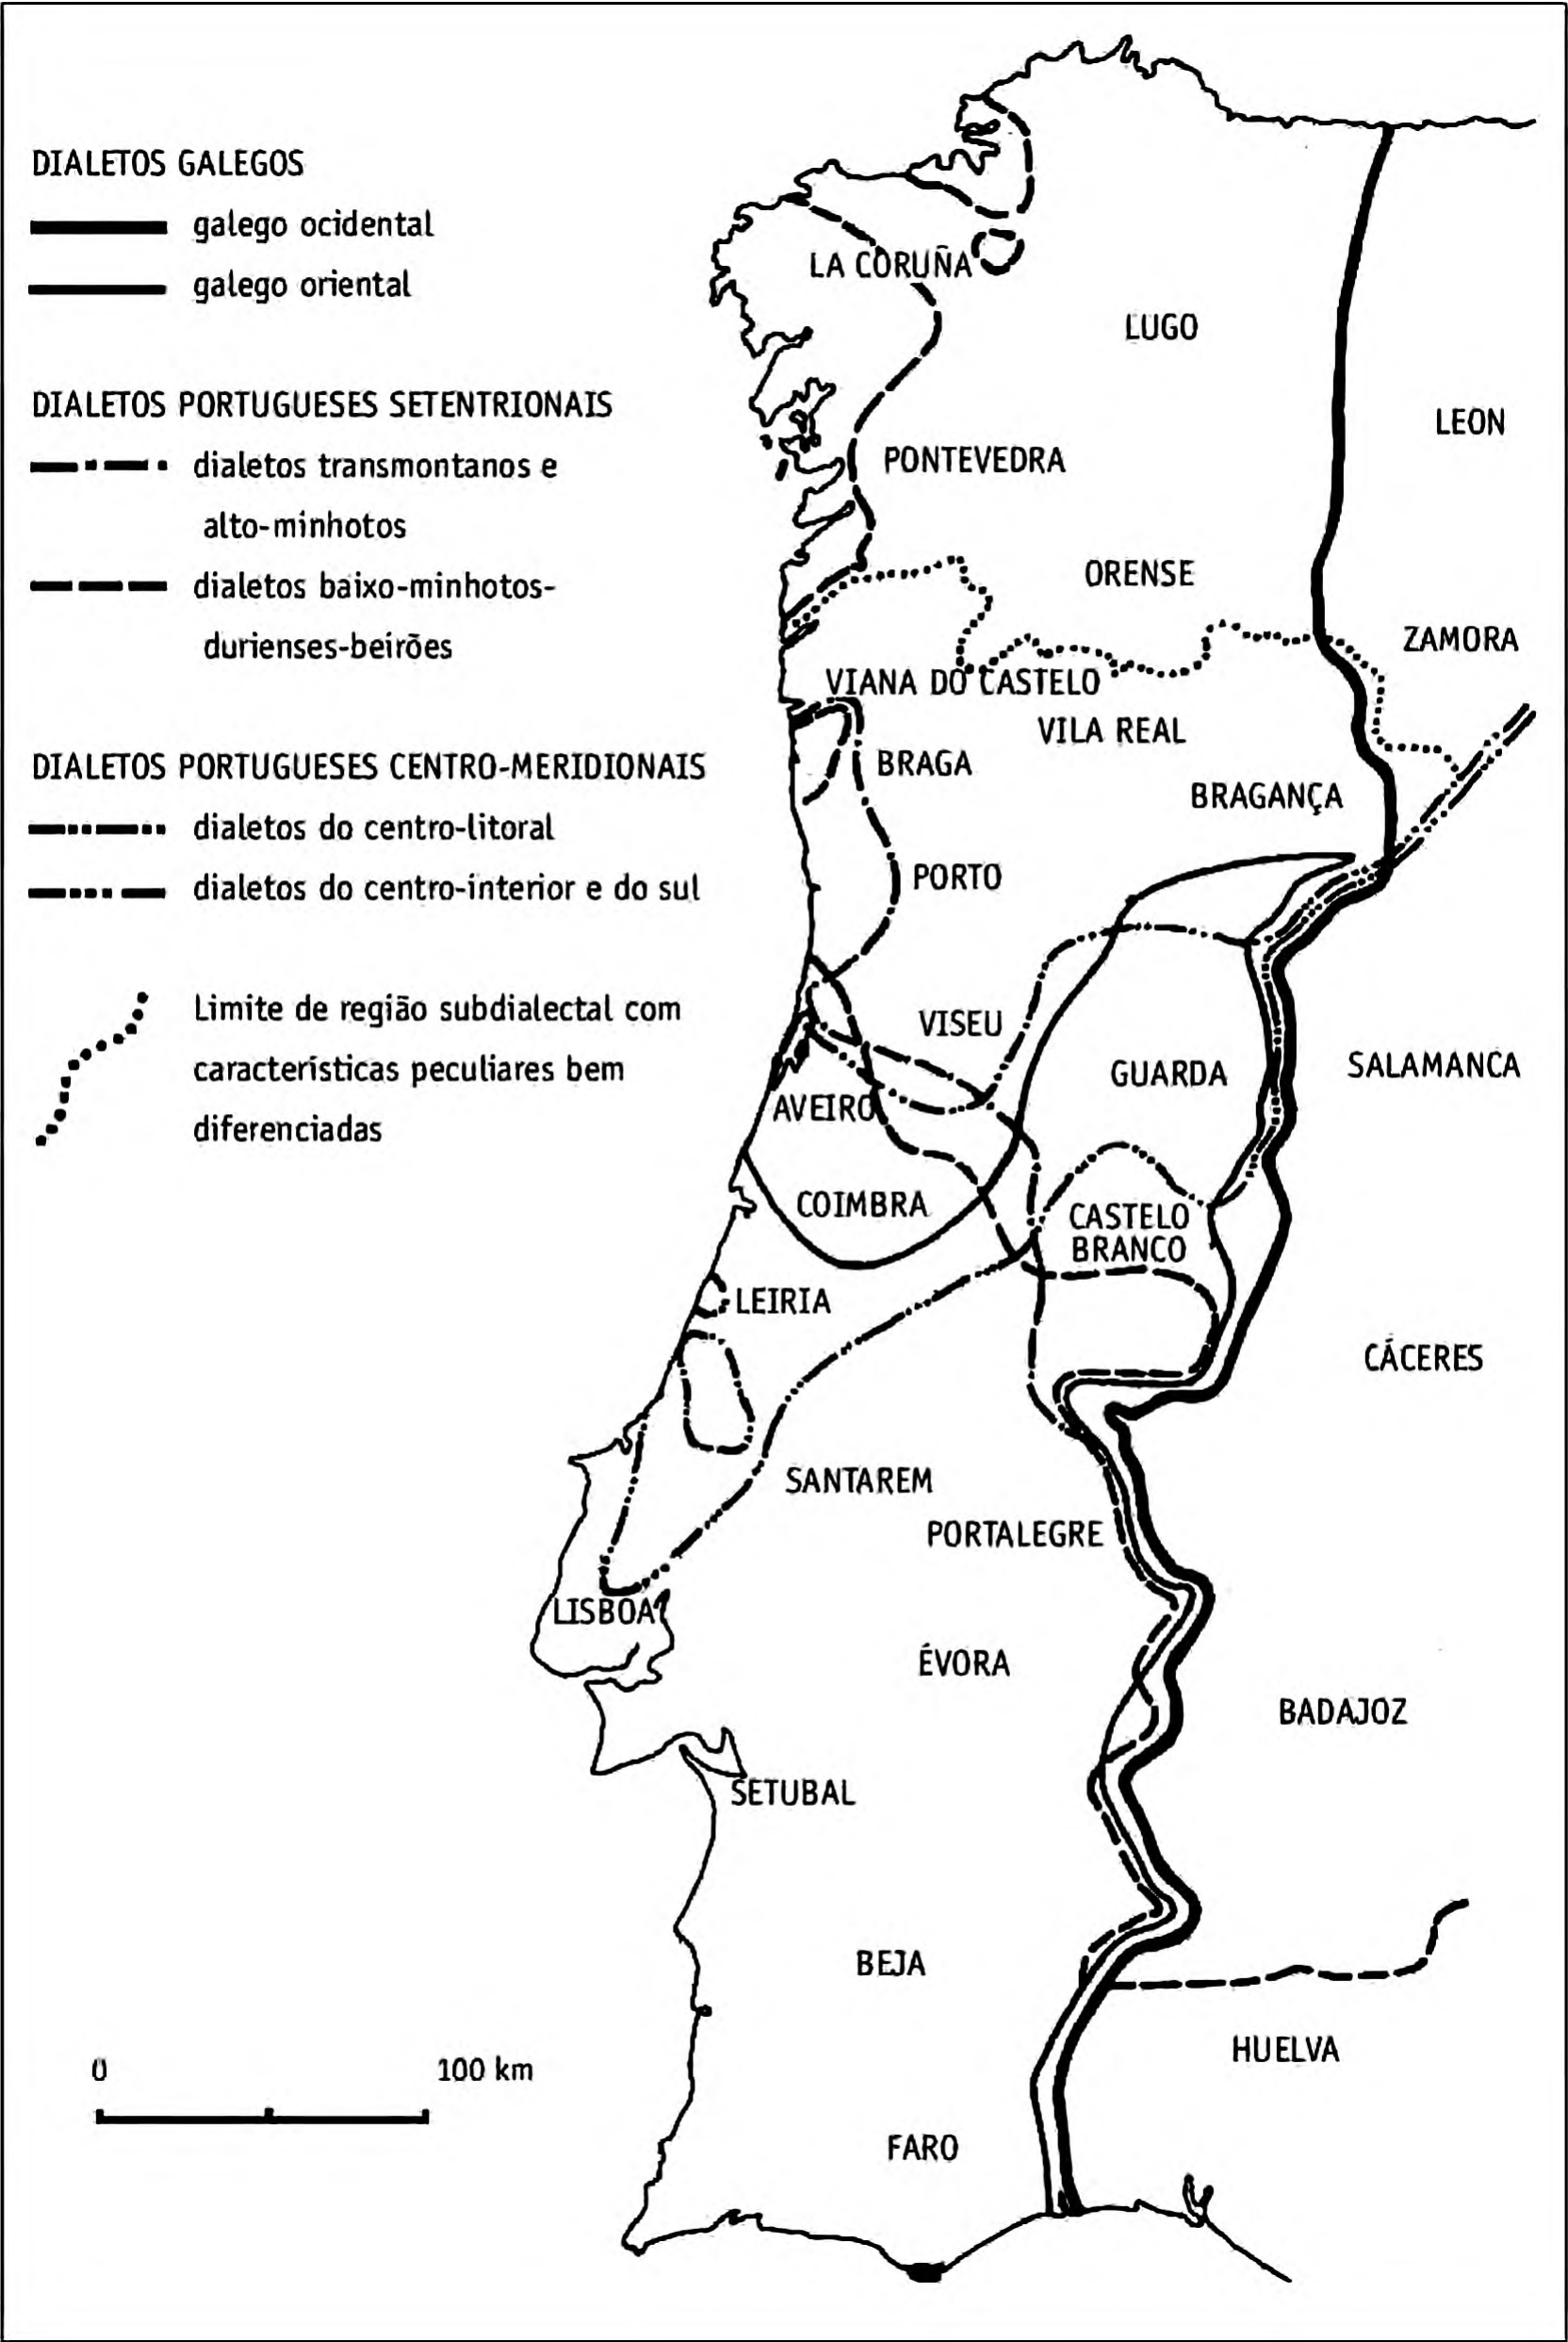 DIALETOS GALEGOS
galego ocidental
galego oriental
DIALETOS PORTUGUESES SETENTRIONAIS
dialetos transmontanos e
alto-minhotos
dialetos baixo-minhotos-
durienses-beirões
DIALETOS PORTUGUESES CENTRO-MERIDIONAIS
dialetos do centro-litoral
dialetos do centro-interior e do sul
Limite de região subdialectal com
características peculiares bem
diferenciadas
LA CORUÑA
LUGO
LEON
PONTEVEDRA
ORENSE
ZAMORA
VIANA DO CASTELO
VILA REAL
BRAGA
BRAGANÇA
PORTO
VISEU
GUARDA
SALAMANCA
AVEIRO
COIMBRA
CASTELO
BRANCO
LEIRIA
CÁCERES
SANTAREM
PORTALEGRE
LISBOA
ÉVORA
BADAJOZ
SETUBAL
BEJA
HUELVA
0 100 km
FARO